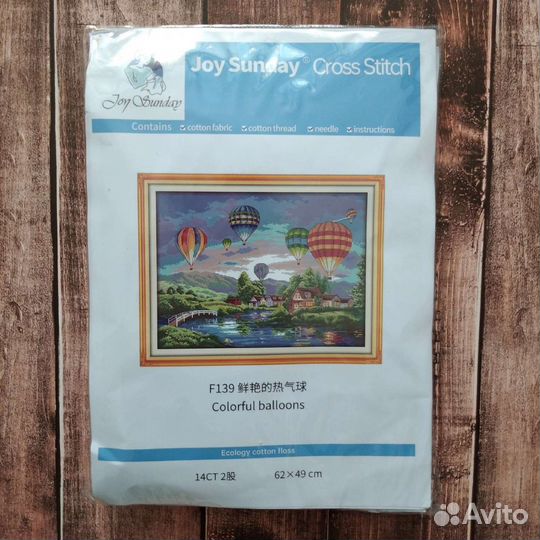 Joy Sunday® Cross Stitch
Joy Sunday
Contains ☑cotton fabric ☑cotton thread ☑needle ☑instructions
F139 鲜艳的热气球
Colorful balloons
Ecology cotton floss
14CT 2股 62×49 cm
Avito